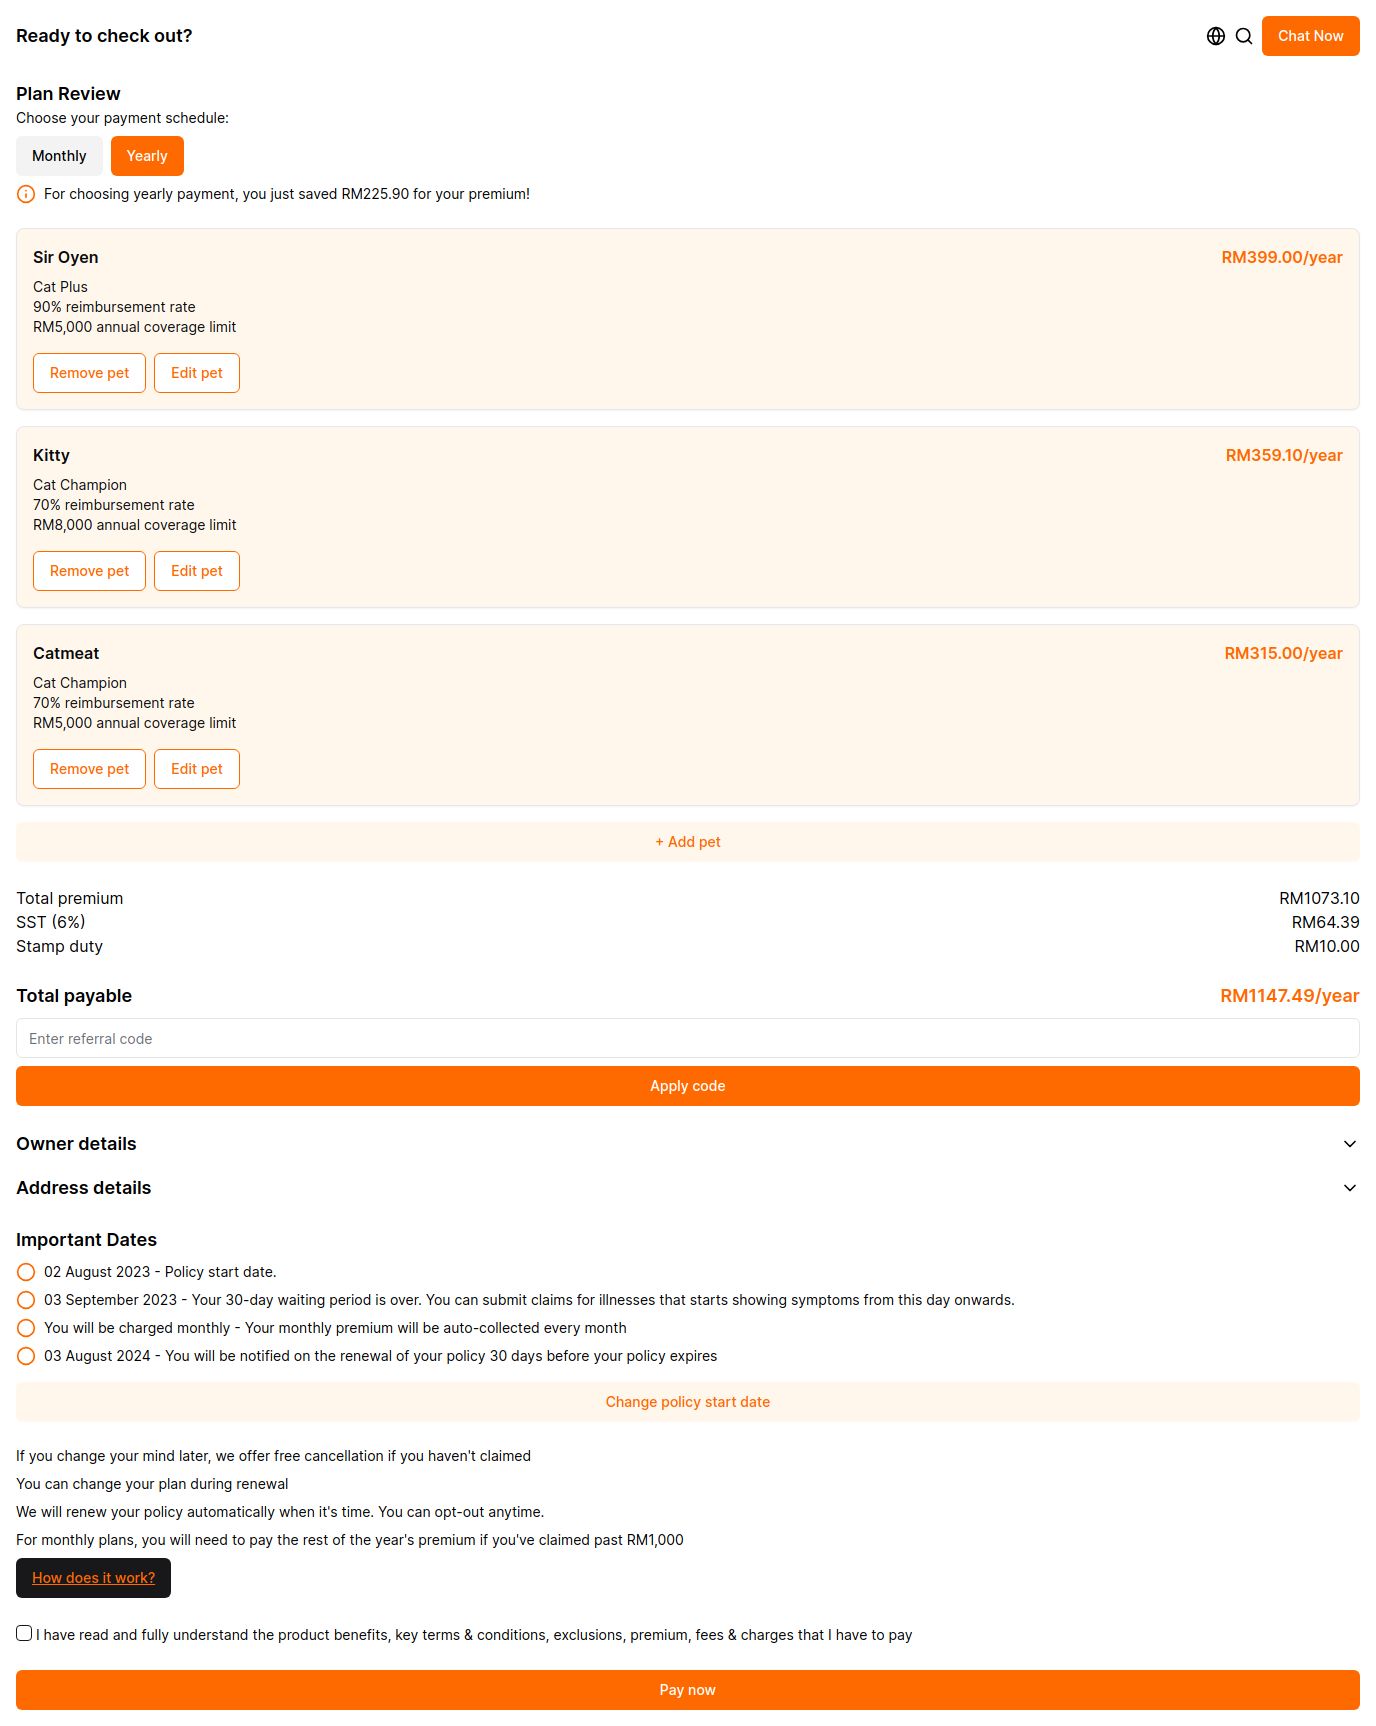 Ready to check out?
Chat Now
Plan Review
Choose your payment schedule:
Monthly
Yearly
For choosing yearly payment, you just saved RM225.90 for your premium!
Sir Oyen
RM399.00/year
Cat Plus
90% reimbursement rate
RM5,000 annual coverage limit
Remove pet
Edit pet
Kitty
RM359.10/year
Cat Champion
70% reimbursement rate
RM8,000 annual coverage limit
Remove pet
Edit pet
Catmeat
RM315.00/year
Cat Champion
70% reimbursement rate
RM5,000 annual coverage limit
Remove pet
Edit pet
+ Add pet
Total premium
RM1073.10
SST (6%)
RM64.39
Stamp duty
RM10.00
Total payable
RM1147.49/year
Enter referral code
Apply code
Owner details
Address details
Important Dates
02 August 2023 - Policy start date.
03 September 2023 - Your 30-day waiting period is over. You can submit claims for illnesses that starts showing symptoms from this day onwards.
You will be charged monthly - Your monthly premium will be auto-collected every month
03 August 2024 - You will be notified on the renewal of your policy 30 days before your policy expires
Change policy start date
If you change your mind later, we offer free cancellation if you haven't claimed
You can change your plan during renewal
We will renew your policy automatically when it's time. You can opt-out anytime.
For monthly plans, you will need to pay the rest of the year's premium if you've claimed past RM1,000
How does it work?
I have read and fully understand the product benefits, key terms & conditions, exclusions, premium, fees & charges that I have to pay
Pay now